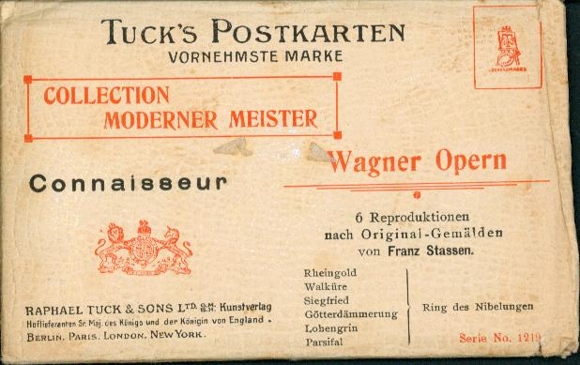 TUCK'S POSTKARTEN
VORNEHMSTE MARKE
COLLECTION
MODERNER MEISTER
Wagner Opern
Connaisseur
6 Reproduktionen
nach Original-Gemälden
von Franz Stassen.
Rheingold
Walküre
Siegfried
Götterdämmerung
Lohengrin
Parsifal
Ring des Nibelungen
RAPHAEL TUCK & SONS LTD. G.m.b.H. Kunstverlag
Hoflieferanten Sr. Maj. des Königs und der Königin von England.
BERLIN. PARIS. LONDON. NEW YORK.
Serie No. 1219